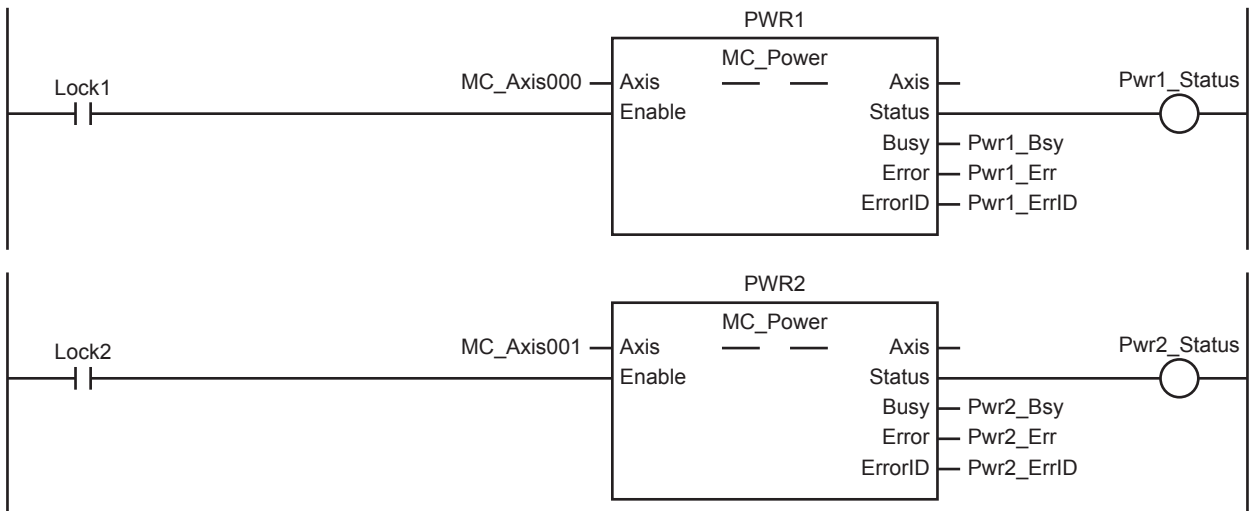 PWR1
MC_Power
Lock1
MC_Axis000 Axis Axis Pwr1_Status
Enable Status
Busy Pwr1_Bsy
Error Pwr1_Err
ErrorID Pwr1_ErrID
PWR2
MC_Power
Lock2
MC_Axis001 Axis Axis Pwr2_Status
Enable Status
Busy Pwr2_Bsy
Error Pwr2_Err
ErrorID Pwr2_ErrID